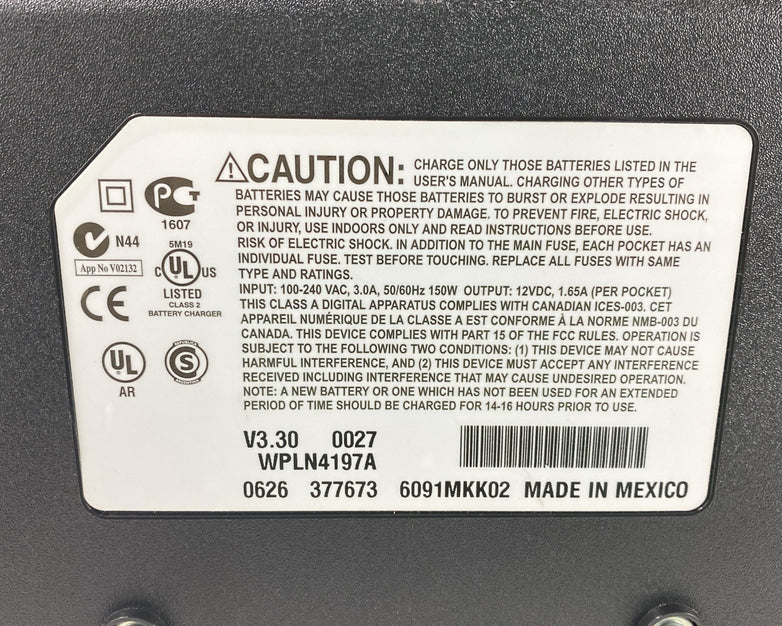 ⚠CAUTION: CHARGE ONLY THOSE BATTERIES LISTED IN THE
USER'S MANUAL. CHARGING OTHER TYPES OF
BATTERIES MAY CAUSE THOSE BATTERIES TO BURST OR EXPLODE RESULTING IN
PERSONAL INJURY OR PROPERTY DAMAGE. TO PREVENT FIRE, ELECTRIC SHOCK,
OR INJURY, USE INDOORS ONLY AND READ INSTRUCTIONS BEFORE USE.
RISK OF ELECTRIC SHOCK. IN ADDITION TO THE MAIN FUSE, EACH POCKET HAS AN
INDIVIDUAL FUSE. TEST BEFORE TOUCHING. REPLACE ALL FUSES WITH SAME
TYPE AND RATINGS.
INPUT: 100-240 VAC, 3.0A, 50/60Hz 150W OUTPUT: 12VDC, 1.65A (PER POCKET)
THIS CLASS A DIGITAL APPARATUS COMPLIES WITH CANADIAN ICES-003. CET
APPAREIL NUMÉRIQUE DE LA CLASSE A EST CONFORME À LA NORME NMB-003 DU
CANADA. THIS DEVICE COMPLIES WITH PART 15 OF THE FCC RULES. OPERATION IS
SUBJECT TO THE FOLLOWING TWO CONDITIONS: (1) THIS DEVICE MAY NOT CAUSE
HARMFUL INTERFERENCE, AND (2) THIS DEVICE MUST ACCEPT ANY INTERFERENCE
RECEIVED INCLUDING INTERFERENCE THAT MAY CAUSE UNDESIRED OPERATION.
NOTE: A NEW BATTERY OR ONE WHICH HAS NOT BEEN USED FOR AN EXTENDED
PERIOD OF TIME SHOULD BE CHARGED FOR 14-16 HOURS PRIOR TO USE.
PCT
1607
N44
App No V02132
5M19
C UL US
LISTED
CLASS 2
BATTERY CHARGER
CE
UL
AR
S
V3.30 0027
WPLN4197A
0626 377673 6091MKK02 MADE IN MEXICO